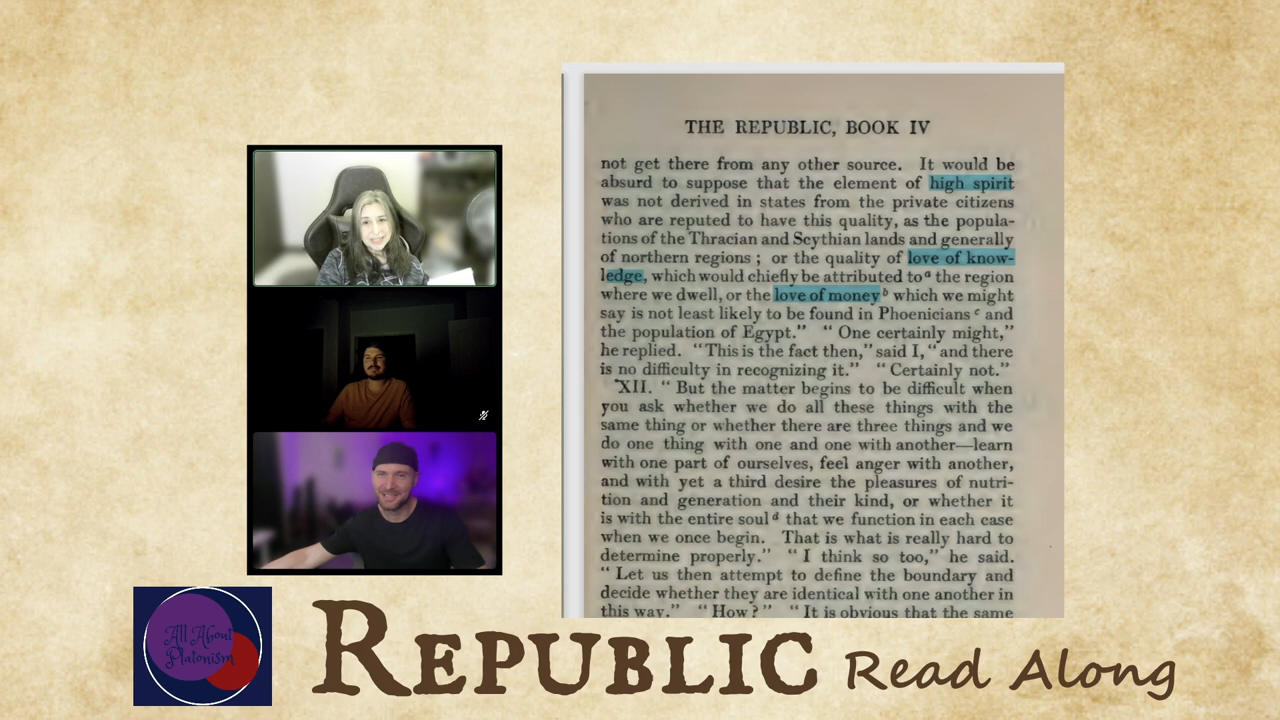 THE REPUBLIC, BOOK IV
not get there from any other source. It would be
absurd to suppose that the element of high spirit
was not derived in states from the private citizens
who are reputed to have this quality, as the popula-
tions of the Thracian and Scythian lands and generally
of northern regions ; or the quality of love of know-
ledge, which would chiefly be attributed to ᵃ the region
where we dwell, or the love of money ᵇ which we might
say is not least likely to be found in Phoenicians ᶜ and
the population of Egypt.” “ One certainly might,”
he replied. “This is the fact then,” said I, “ and there
is no difficulty in recognizing it.” “ Certainly not.”
XII. “ But the matter begins to be difficult when
you ask whether we do all these things with the
same thing or whether there are three things and we
do one thing with one and one with another—learn
with one part of ourselves, feel anger with another,
and with yet a third desire the pleasures of nutri-
tion and generation and their kind, or whether it
is with the entire soul ᵈ that we function in each case
when we once begin. That is what is really hard to
determine properly.” “ I think so too,” he said.
“ Let us then attempt to define the boundary and
decide whether they are identical with one another in
this way.” “ How ? ” “ It is obvious that the same
All About
Platonism
REPUBLIC Read Along